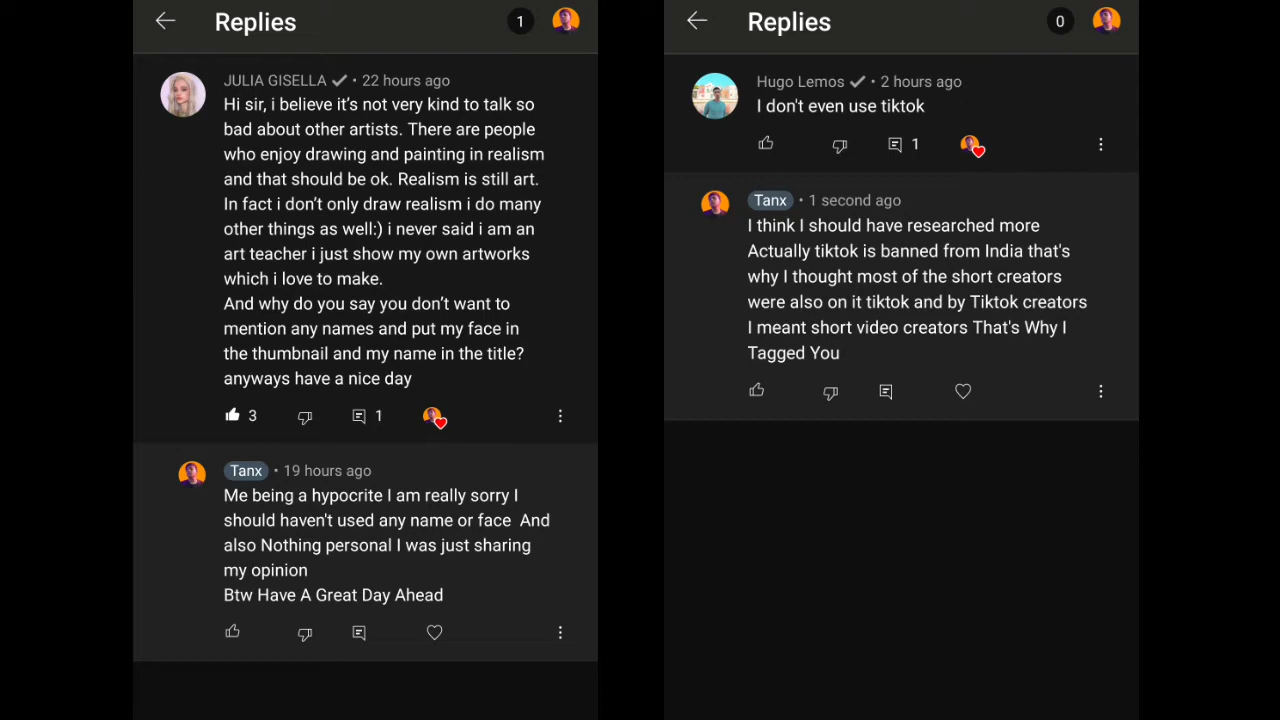 Replies
1
JULIA GISELLA • 22 hours ago
Hi sir, i believe it's not very kind to talk so
bad about other artists. There are people
who enjoy drawing and painting in realism
and that should be ok. Realism is still art.
In fact i don't only draw realism i do many
other things as well:) i never said i am an
art teacher i just show my own artworks
which i love to make.
And why do you say you don't want to
mention any names and put my face in
the thumbnail and my name in the title?
anyways have a nice day
3
1
Tanx • 19 hours ago
Me being a hypocrite I am really sorry I
should haven't used any name or face And
also Nothing personal I was just sharing
my opinion
Btw Have A Great Day Ahead
Replies
0
Hugo Lemos • 2 hours ago
I don't even use tiktok
1
Tanx • 1 second ago
I think I should have researched more
Actually tiktok is banned from India that's
why I thought most of the short creators
were also on it tiktok and by Tiktok creators
I meant short video creators That's Why I
Tagged You